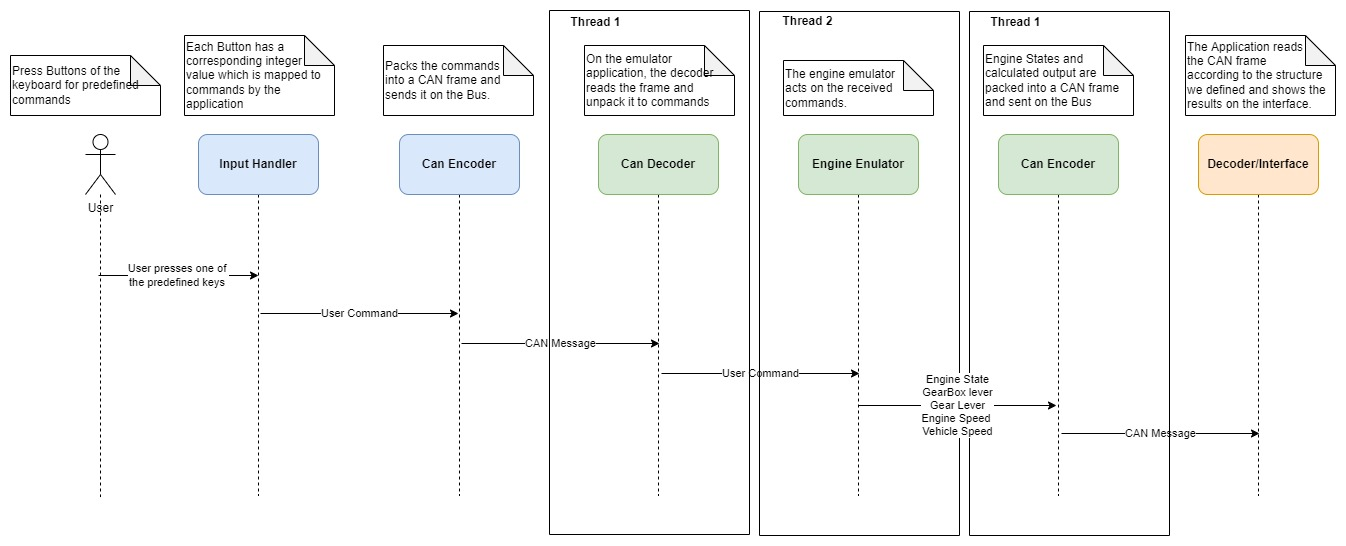 Thread 1
Thread 2
Thread 1
Press Buttons of the
keyboard for predefined
commands
Each Button has a
corresponding integer
value which is mapped to
commands by the
application
Packs the commands
into a CAN frame and
sends it on the Bus.
On the emulator
application, the decoder
reads the frame and
unpack it to commands
The engine emulator
acts on the received
commands.
Engine States and
calculated output are
packed into a CAN frame
and sent on the Bus
The Application reads
the CAN frame
according to the structure
we defined and shows the
results on the interface.
User
Input Handler
Can Encoder
Can Decoder
Engine Enulator
Can Encoder
Decoder/Interface
User presses one of
the predefined keys
User Command
CAN Message
User Command
Engine State
GearBox lever
Gear Lever
Engine Speed
Vehicle Speed
CAN Message